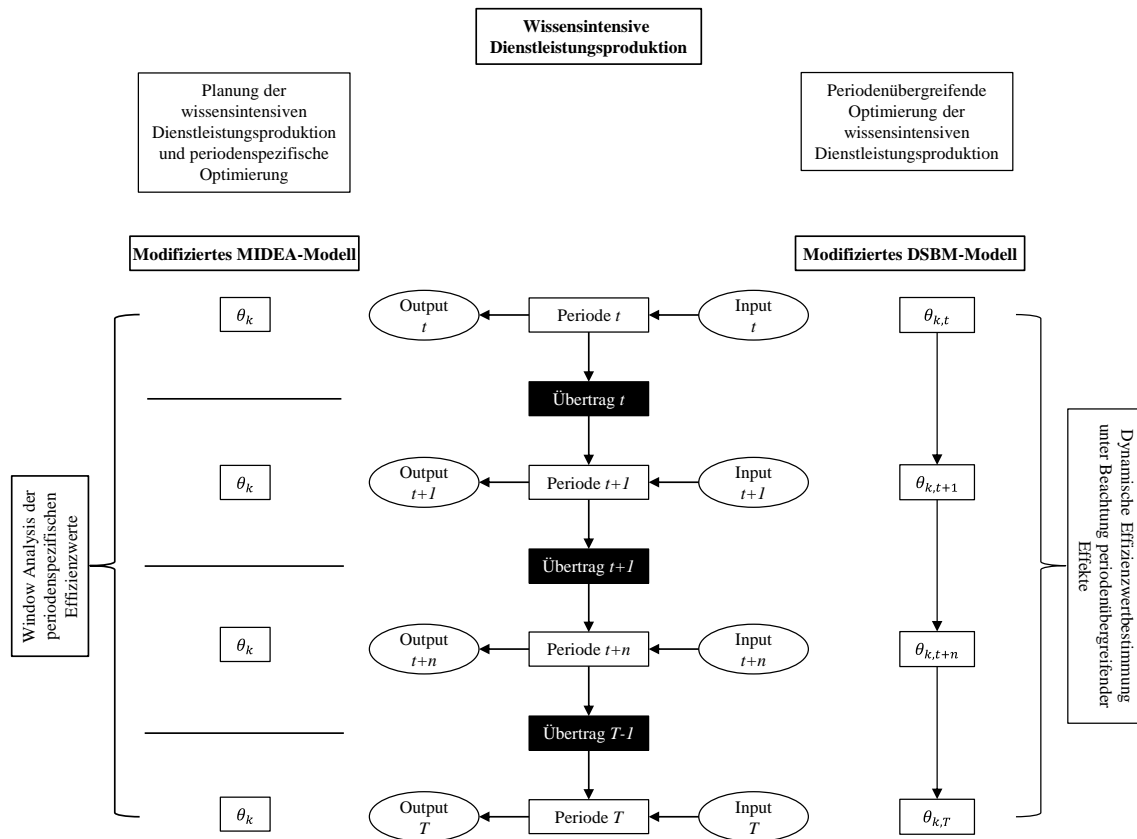 Wissensintensive
Dienstleistungsproduktion
Planung der
wissensintensiven
Dienstleistungsproduktion
und periodenspezifische
Optimierung
Periodenübergreifende
Optimierung der
wissensintensiven
Dienstleistungsproduktion
Modifiziertes MIDEA-Modell
Modifiziertes DSBM-Modell
θk
Output
t
Periode t
Input
t
θk,t
Übertrag t
θk
Output
t+1
Periode t+1
Input
t+1
θk,t+1
Übertrag t+1
θk
Output
t+n
Periode t+n
Input
t+n
θk,t+n
Übertrag T-1
θk
Output
T
Periode T
Input
T
θk,T
Window Analysis der
periodenspezifischen
Effizienzwerte
Dynamische Effizienzwertbestimmung
unter Beachtung periodenübergreifender
Effekte